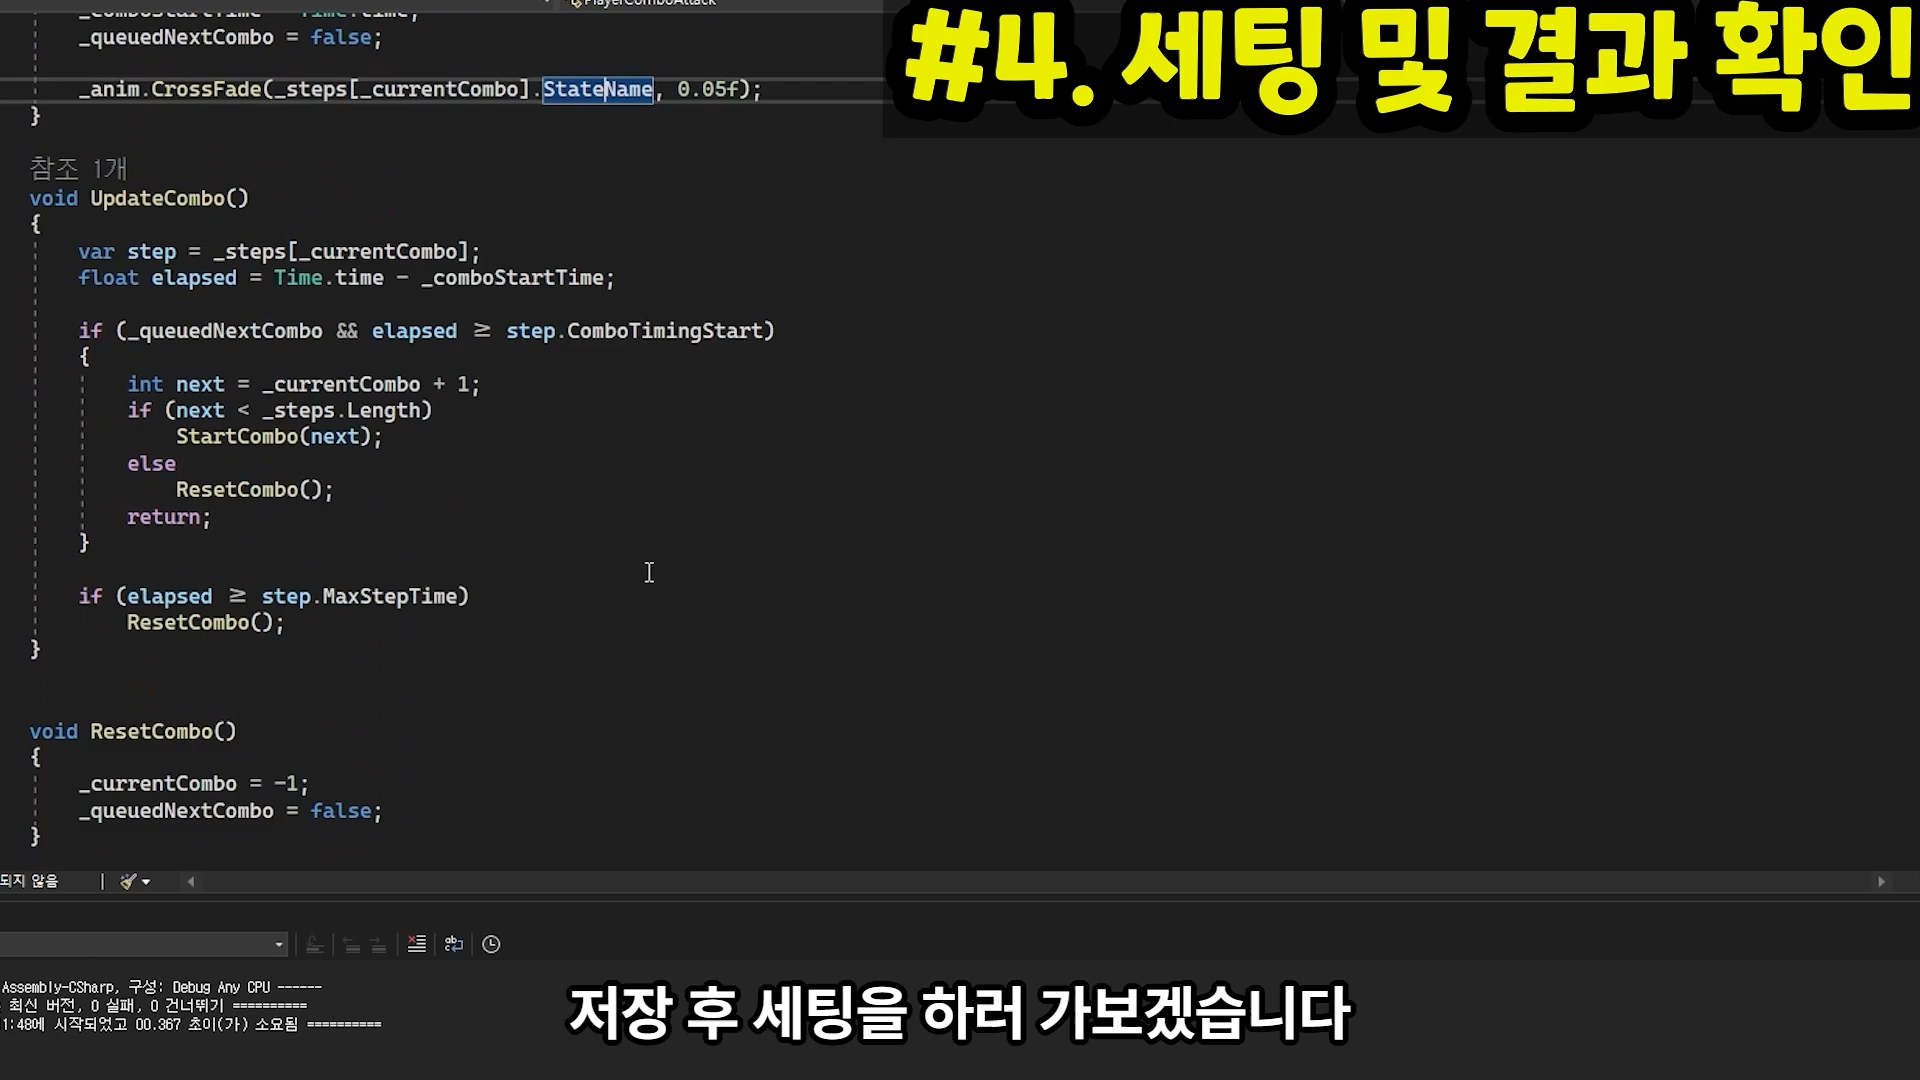 PlayerComboAttack
#4. 세팅 및 결과 확인
_comboStartTime = Time.time;
_queuedNextCombo = false;
_anim.CrossFade(_steps[_currentCombo].StateName, 0.05f);
}
참조 1개
void UpdateCombo()
{
var step = _steps[_currentCombo];
float elapsed = Time.time - _comboStartTime;
if (_queuedNextCombo && elapsed ≥ step.ComboTimingStart)
{
int next = _currentCombo + 1;
if (next < _steps.Length)
StartCombo(next);
else
ResetCombo();
return;
}
if (elapsed ≥ step.MaxStepTime)
ResetCombo();
}
void ResetCombo()
{
_currentCombo = -1;
_queuedNextCombo = false;
}
되지 않음
Assembly-CSharp, 구성: Debug Any CPU ------
최신 버전, 0 실패, 0 건너뛰기 ==========
1:48에 시작되었고 00.367 초이(가) 소요됨 ==========
저장 후 세팅을 하러 가보겠습니다